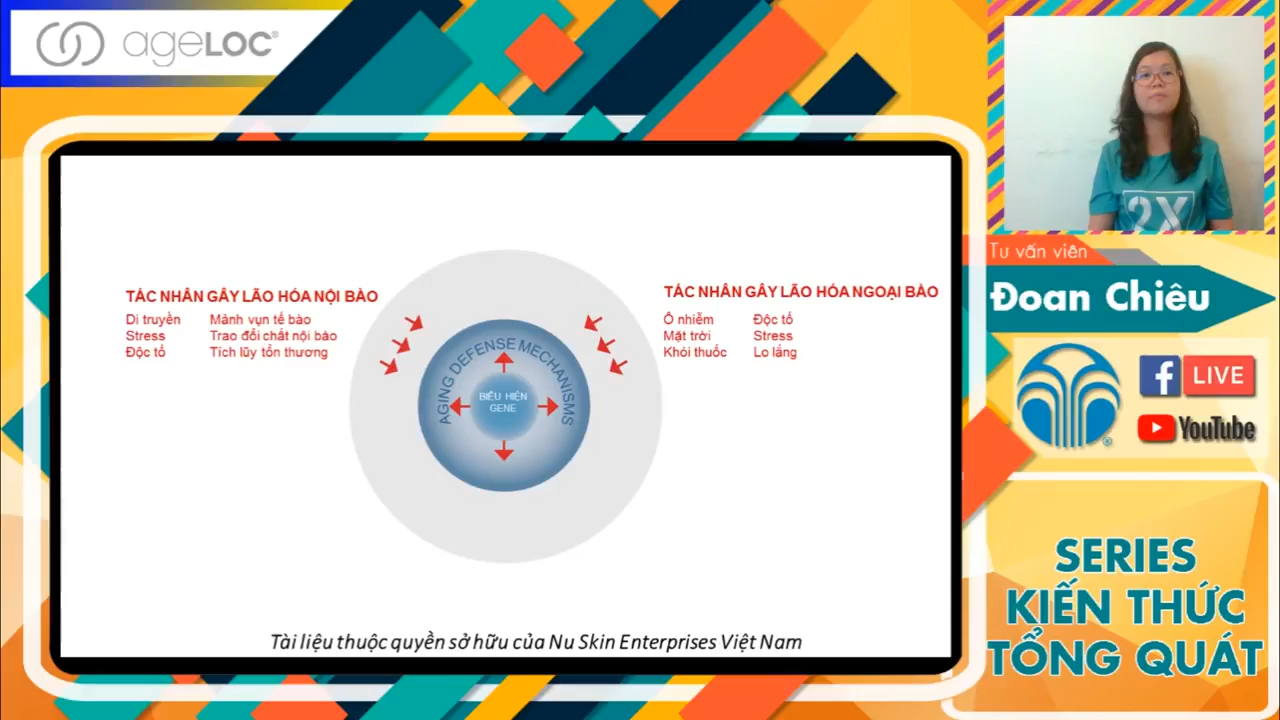 ageLOC®
TÁC NHÂN GÂY LÃO HÓA NỘI BÀO
Di truyền Mảnh vụn tế bào
Stress Trao đổi chất nội bào
Độc tố Tích lũy tổn thương
TÁC NHÂN GÂY LÃO HÓA NGOẠI BÀO
Ô nhiễm Độc tố
Mặt trời Stress
Khói thuốc Lo lắng
AGING DEFENSE MECHANISMS
BIỂU HIỆN
GENE
Tài liệu thuộc quyền sở hữu của Nu Skin Enterprises Việt Nam
2X
Tư vấn viên
Đoan Chiêu
f LIVE
YouTube
®
SERIES
KIẾN THỨC
TỔNG QUÁT